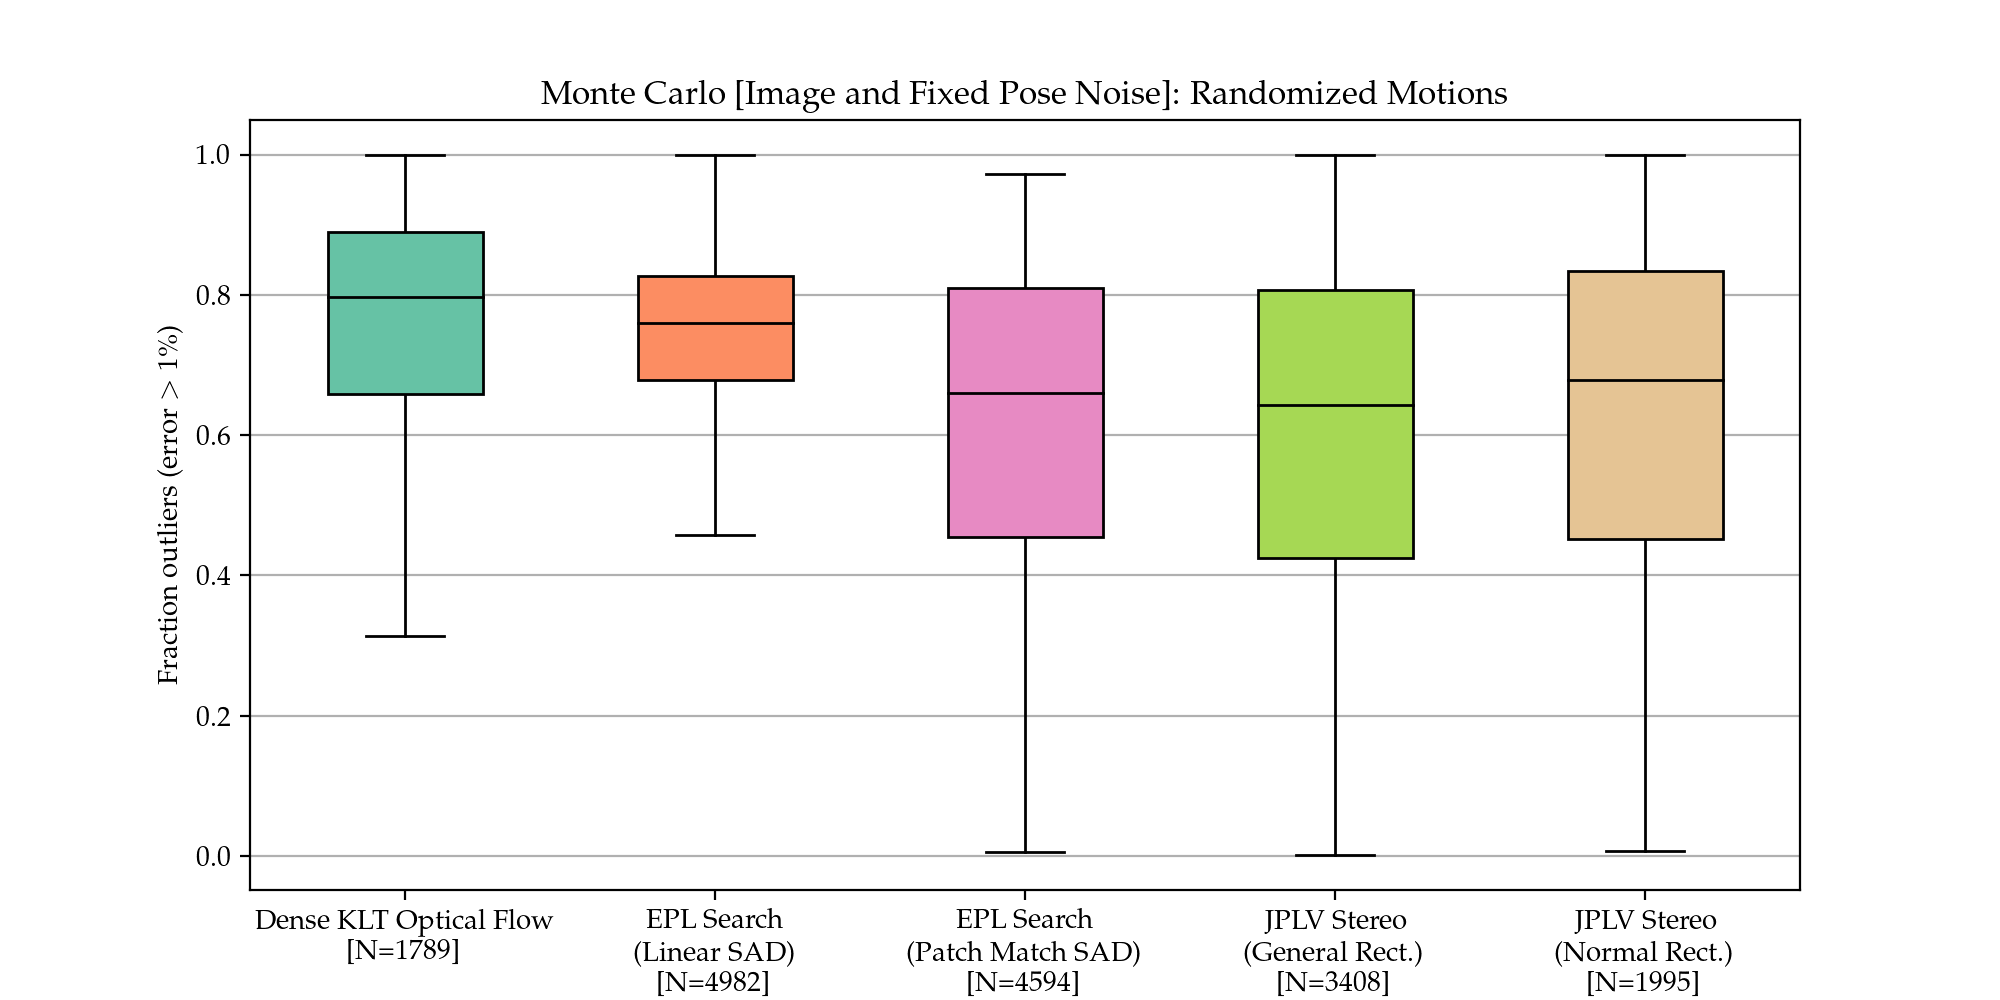 Monte Carlo [Image and Fixed Pose Noise]: Randomized Motions
Fraction outliers (error > 1%)
1.0
0.8
0.6
0.4
0.2
0.0
Dense KLT Optical Flow
[N=1789]
EPL Search
(Linear SAD)
[N=4982]
EPL Search
(Patch Match SAD)
[N=4594]
JPLV Stereo
(General Rect.)
[N=3408]
JPLV Stereo
(Normal Rect.)
[N=1995]